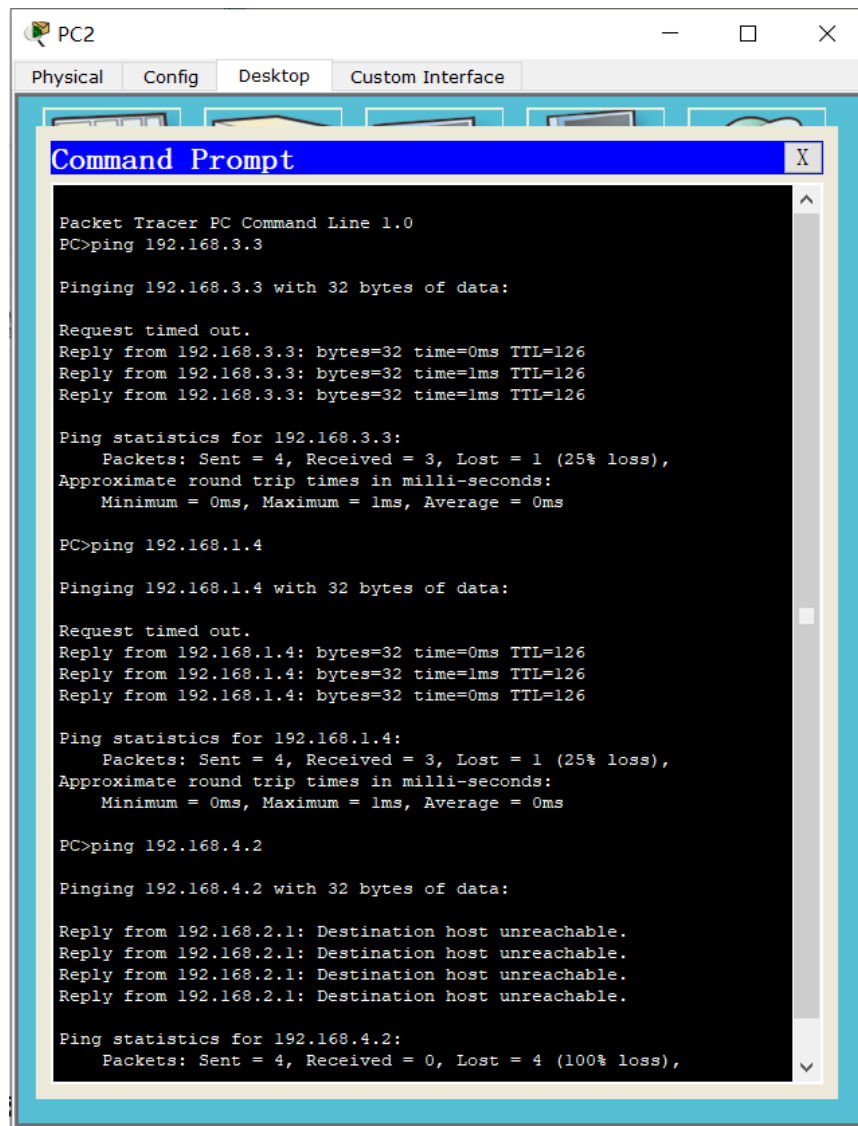 PC2
Physical Config Desktop Custom Interface
Command Prompt X
Packet Tracer PC Command Line 1.0
PC>ping 192.168.3.3
Pinging 192.168.3.3 with 32 bytes of data:
Request timed out.
Reply from 192.168.3.3: bytes=32 time=0ms TTL=126
Reply from 192.168.3.3: bytes=32 time=1ms TTL=126
Reply from 192.168.3.3: bytes=32 time=1ms TTL=126
Ping statistics for 192.168.3.3:
Packets: Sent = 4, Received = 3, Lost = 1 (25% loss),
Approximate round trip times in milli-seconds:
Minimum = 0ms, Maximum = 1ms, Average = 0ms
PC>ping 192.168.1.4
Pinging 192.168.1.4 with 32 bytes of data:
Request timed out.
Reply from 192.168.1.4: bytes=32 time=0ms TTL=126
Reply from 192.168.1.4: bytes=32 time=1ms TTL=126
Reply from 192.168.1.4: bytes=32 time=0ms TTL=126
Ping statistics for 192.168.1.4:
Packets: Sent = 4, Received = 3, Lost = 1 (25% loss),
Approximate round trip times in milli-seconds:
Minimum = 0ms, Maximum = 1ms, Average = 0ms
PC>ping 192.168.4.2
Pinging 192.168.4.2 with 32 bytes of data:
Reply from 192.168.2.1: Destination host unreachable.
Reply from 192.168.2.1: Destination host unreachable.
Reply from 192.168.2.1: Destination host unreachable.
Reply from 192.168.2.1: Destination host unreachable.
Ping statistics for 192.168.4.2:
Packets: Sent = 4, Received = 0, Lost = 4 (100% loss),